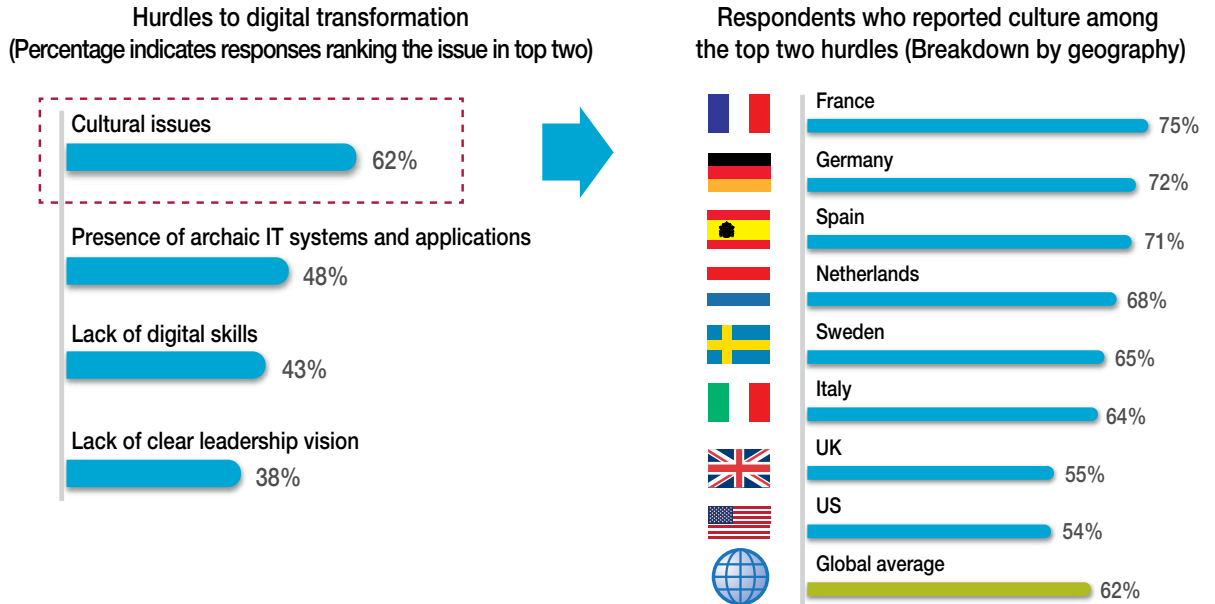 Hurdles to digital transformation
(Percentage indicates responses ranking the issue in top two)
Cultural issues
62%
Presence of archaic IT systems and applications
48%
Lack of digital skills
43%
Lack of clear leadership vision
38%
Respondents who reported culture among
the top two hurdles (Breakdown by geography)
France
75%
Germany
72%
Spain
71%
Netherlands
68%
Sweden
65%
Italy
64%
UK
55%
US
54%
Global average
62%